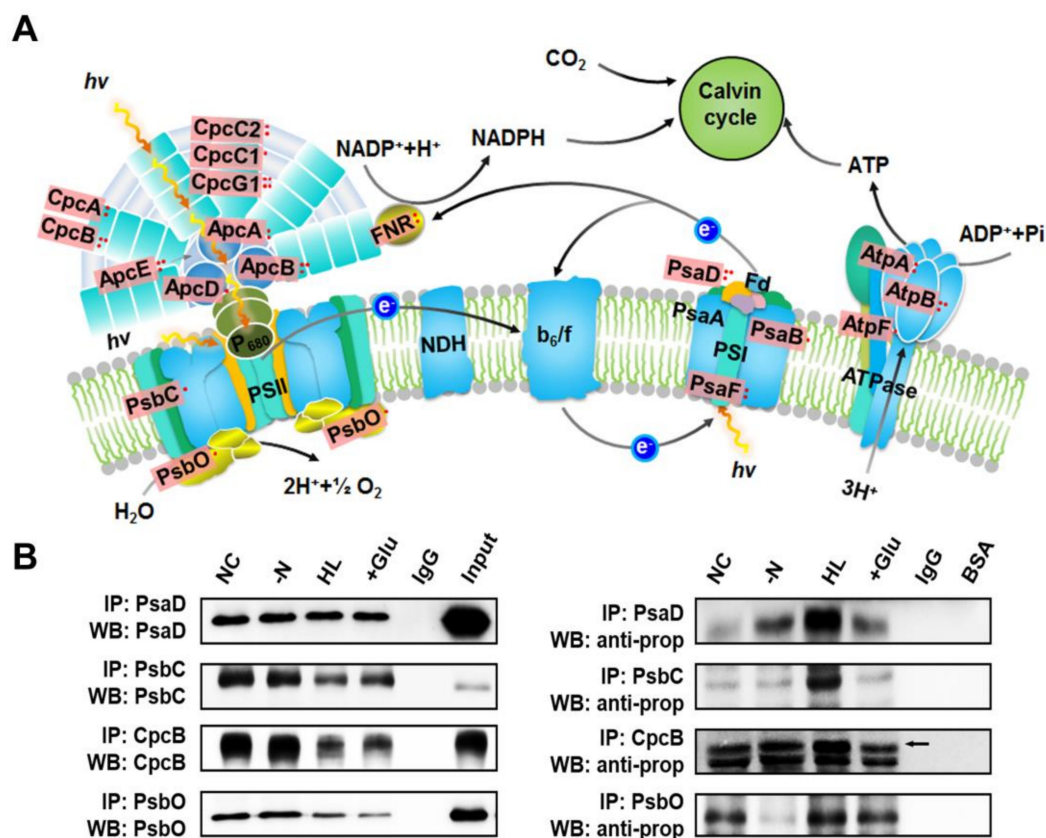 A
hv
CO₂
Calvin
cycle
CpcC2
CpcC1
CpcG1
NADP⁺+H⁺
NADPH
ATP
CpcA
CpcB
ApcA
FNR
e⁻
ADP⁺+Pi
ApcE
ApcB
ApcD
PsaD
Fd
AtpA
AtpB
hv
e⁻
P₆₈₀
NDH
b₆/f
PsaA
PsaB
AtpF
PSI
PSII
ATPase
PsbC
PsaF
PsbO
PsbO
e⁻
hv
2H⁺+½ O₂
3H⁺
H₂O
B
NC -N HL +Glu IgG Input
IP: PsaD
WB: PsaD
IP: PsbC
WB: PsbC
IP: CpcB
WB: CpcB
IP: PsbO
WB: PsbO
NC -N HL +Glu IgG BSA
IP: PsaD
WB: anti-prop
IP: PsbC
WB: anti-prop
IP: CpcB
WB: anti-prop
IP: PsbO
WB: anti-prop